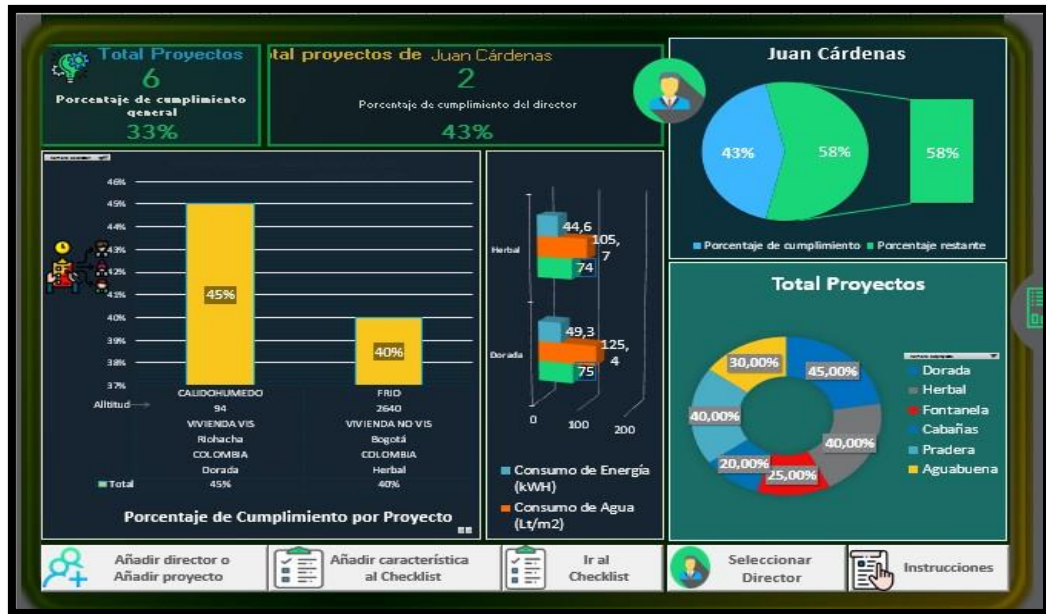 Total Proyectos
6
Porcentaje de cumplimiento
general
33%
tal proyectos de Juan Cárdenas
2
Porcentaje de cumplimiento del director
43%
Juan Cárdenas
43%
58%
58%
Porcentaje de cumplimiento
Porcentaje restante
46%
45%
44%
43%
42%
41%
40%
39%
38%
37%
45%
40%
Altitud
CALIDOHUMEDO
94
VIVIENDA VIS
Riohacha
COLOMBIA
Dorada
FRIO
2640
VIVIENDA NO VIS
Bogotá
COLOMBIA
Herbal
Total 45% 40%
Porcentaje de Cumplimiento por Proyecto
Herbal
44,6
105,
7
74
Dorada
49,3
125,
4
75
0 100 200
Consumo de Energía
(kWH)
Consumo de Agua
(Lt/m2)
Total Proyectos
30,00%
45,00%
40,00%
40,00%
20,00%
25,00%
Dorada
Herbal
Fontanela
Cabañas
Pradera
Aguabuena
Añadir director o
Añadir proyecto
Añadir característica
al Checklist
Ir al
Checklist
Seleccionar
Director
Instrucciones